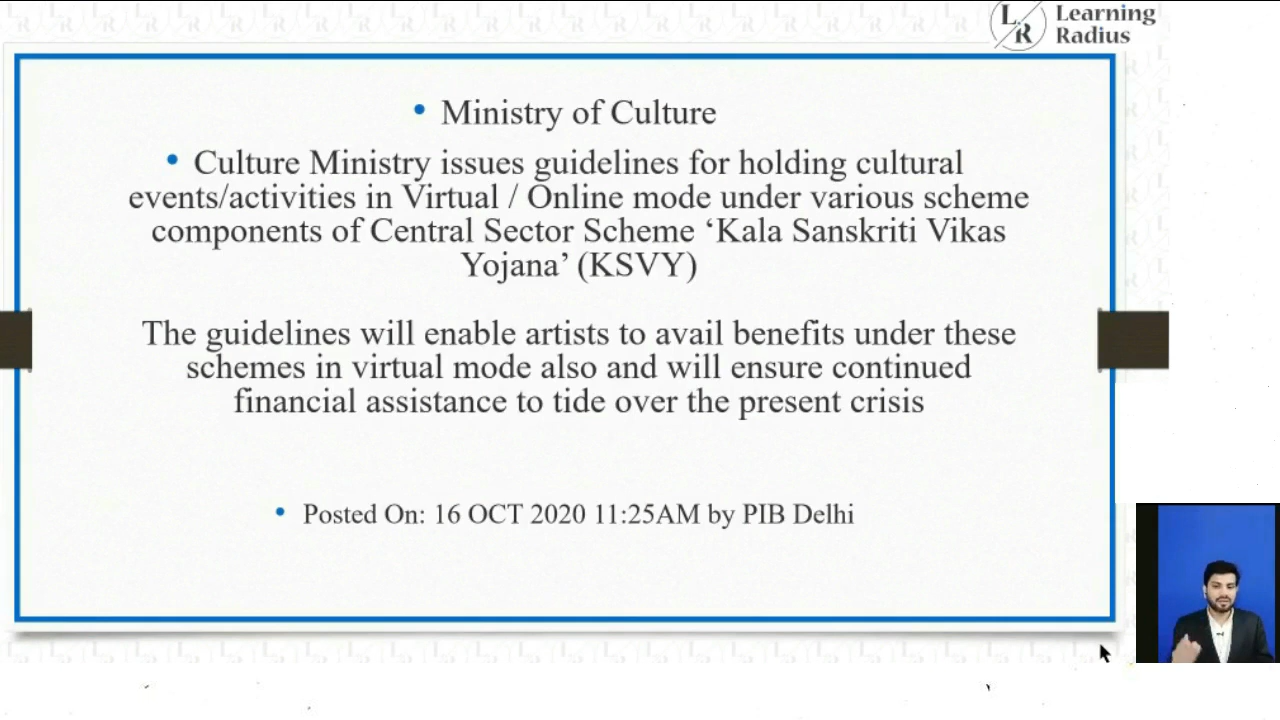 L
R
Learning
Radius
• Ministry of Culture
• Culture Ministry issues guidelines for holding cultural
events/activities in Virtual / Online mode under various scheme
components of Central Sector Scheme ‘Kala Sanskriti Vikas
Yojana’ (KSVY)
The guidelines will enable artists to avail benefits under these
schemes in virtual mode also and will ensure continued
financial assistance to tide over the present crisis
• Posted On: 16 OCT 2020 11:25AM by PIB Delhi